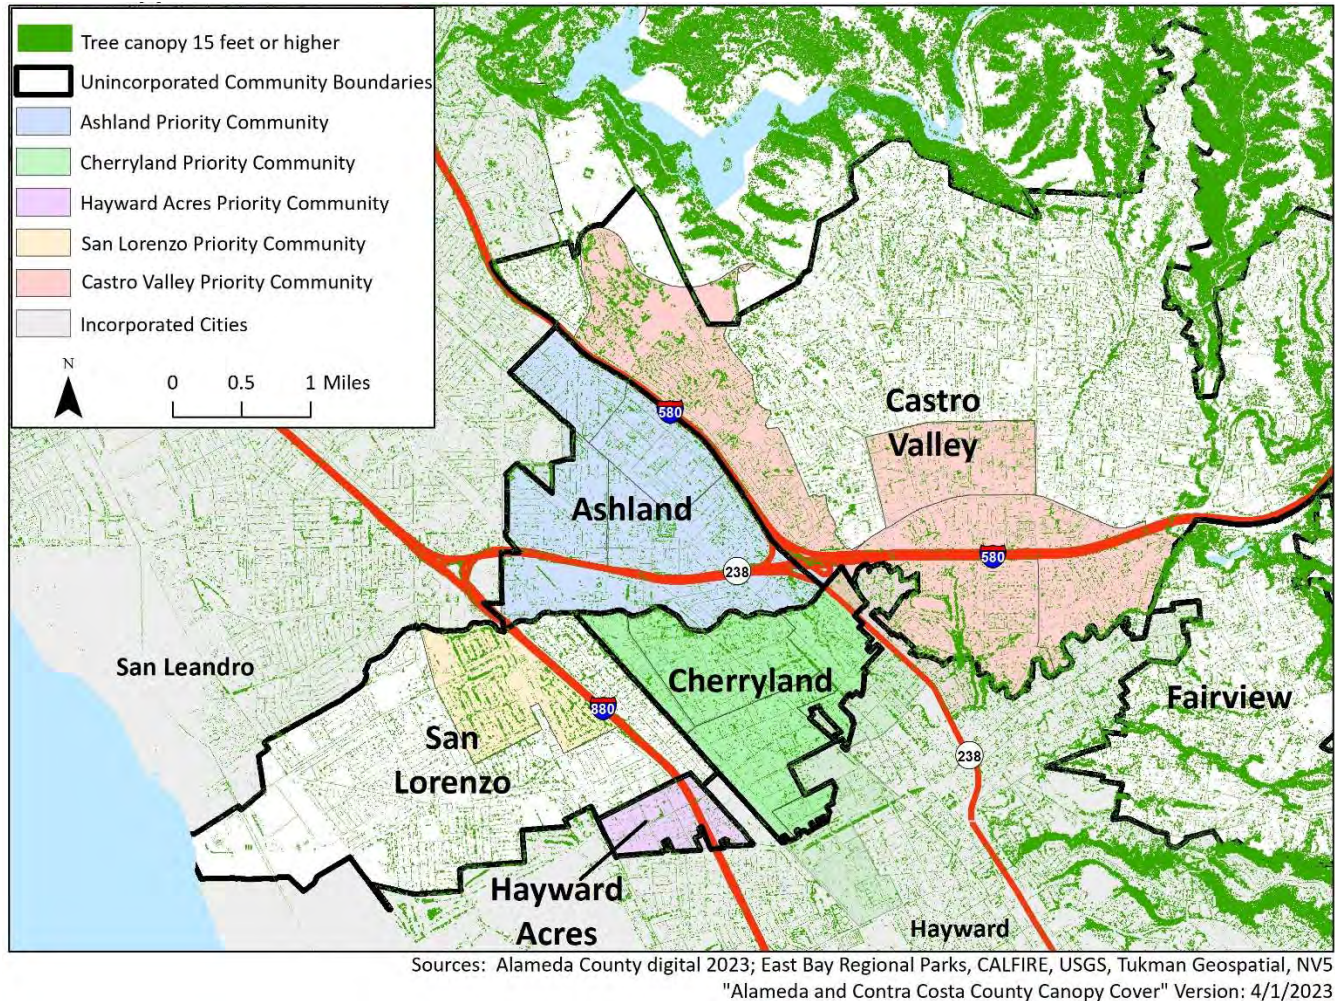 Tree canopy 15 feet or higher
Unincorporated Community Boundaries
Ashland Priority Community
Cherryland Priority Community
Hayward Acres Priority Community
San Lorenzo Priority Community
Castro Valley Priority Community
Incorporated Cities
N
0 0.5 1 Miles
580
Castro
Valley
Ashland
238
580
San Leandro
Cherryland
Fairview
880
San
Lorenzo
238
Hayward
Acres
Hayward
Sources: Alameda County digital 2023; East Bay Regional Parks, CALFIRE, USGS, Tukman Geospatial, NV5
"Alameda and Contra Costa County Canopy Cover" Version: 4/1/2023